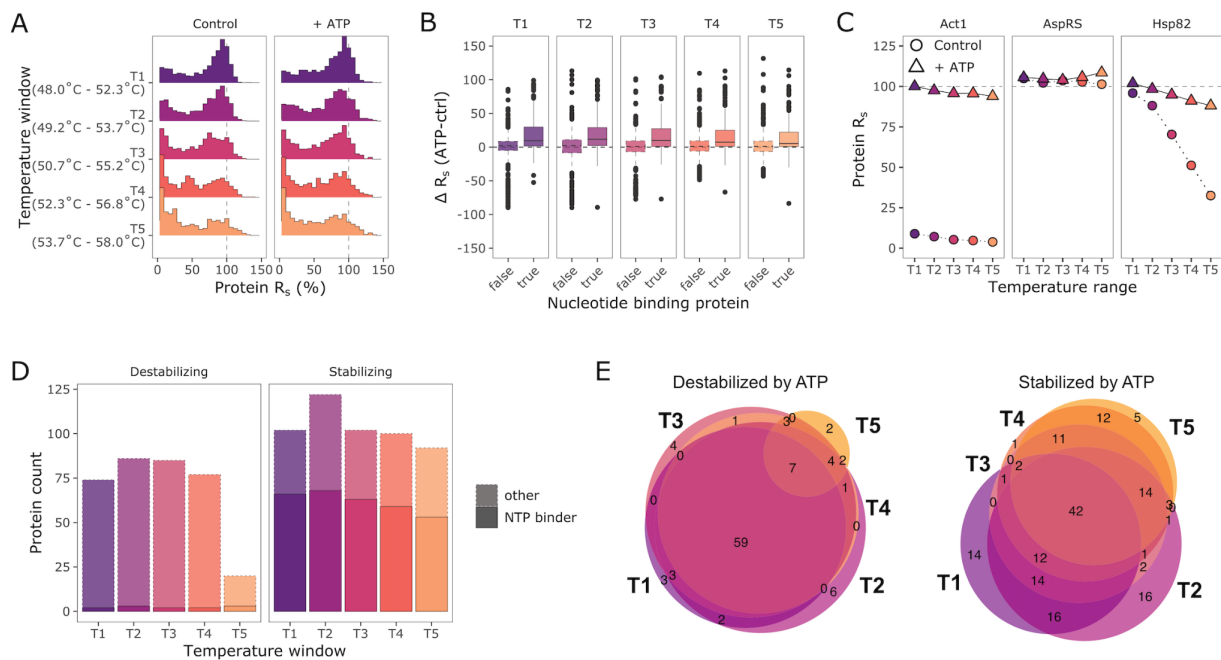 A
Control
+ ATP
Temperature window
T1
(48.0°C - 52.3°C)
T2
(49.2°C - 53.7°C)
T3
(50.7°C - 55.2°C)
T4
(52.3°C - 56.8°C)
T5
(53.7°C - 58.0°C)
0 50 100 150 0 50 100 150
Protein Rs (%)
B
T1 T2 T3 T4 T5
Δ Rs (ATP-ctrl)
150
100
50
0
-50
-100
-150
false true false true false true false true false true
Nucleotide binding protein
C
Act1 AspRS Hsp82
Control
+ ATP
Protein Rs
125
100
75
50
25
0
T1 T2 T3 T4 T5 T1 T2 T3 T4 T5 T1 T2 T3 T4 T5
Temperature range
D
Destabilizing Stabilizing
Protein count
125
100
75
50
25
0
T1 T2 T3 T4 T5 T1 T2 T3 T4 T5
Temperature window
other
NTP binder
E
Destabilized by ATP
T3
T5
T4
T1
T2
1
3
0
2
4
0
7
4
2
1
0
0
59
3
3
0
6
2
Stabilized by ATP
T4
T5
T3
T1
T2
12
5
1
11
0
2
1
14
0
3
0
1
42
14
12
1
2
14
16
16